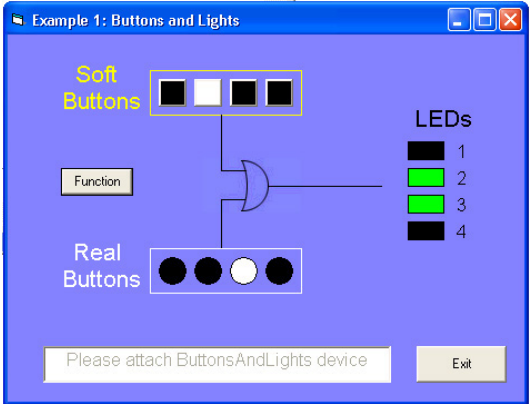 Example 1: Buttons and Lights
Soft
Buttons
LEDs
1
2
3
4
Function
Real
Buttons
Please attach ButtonsAndLights device
Exit